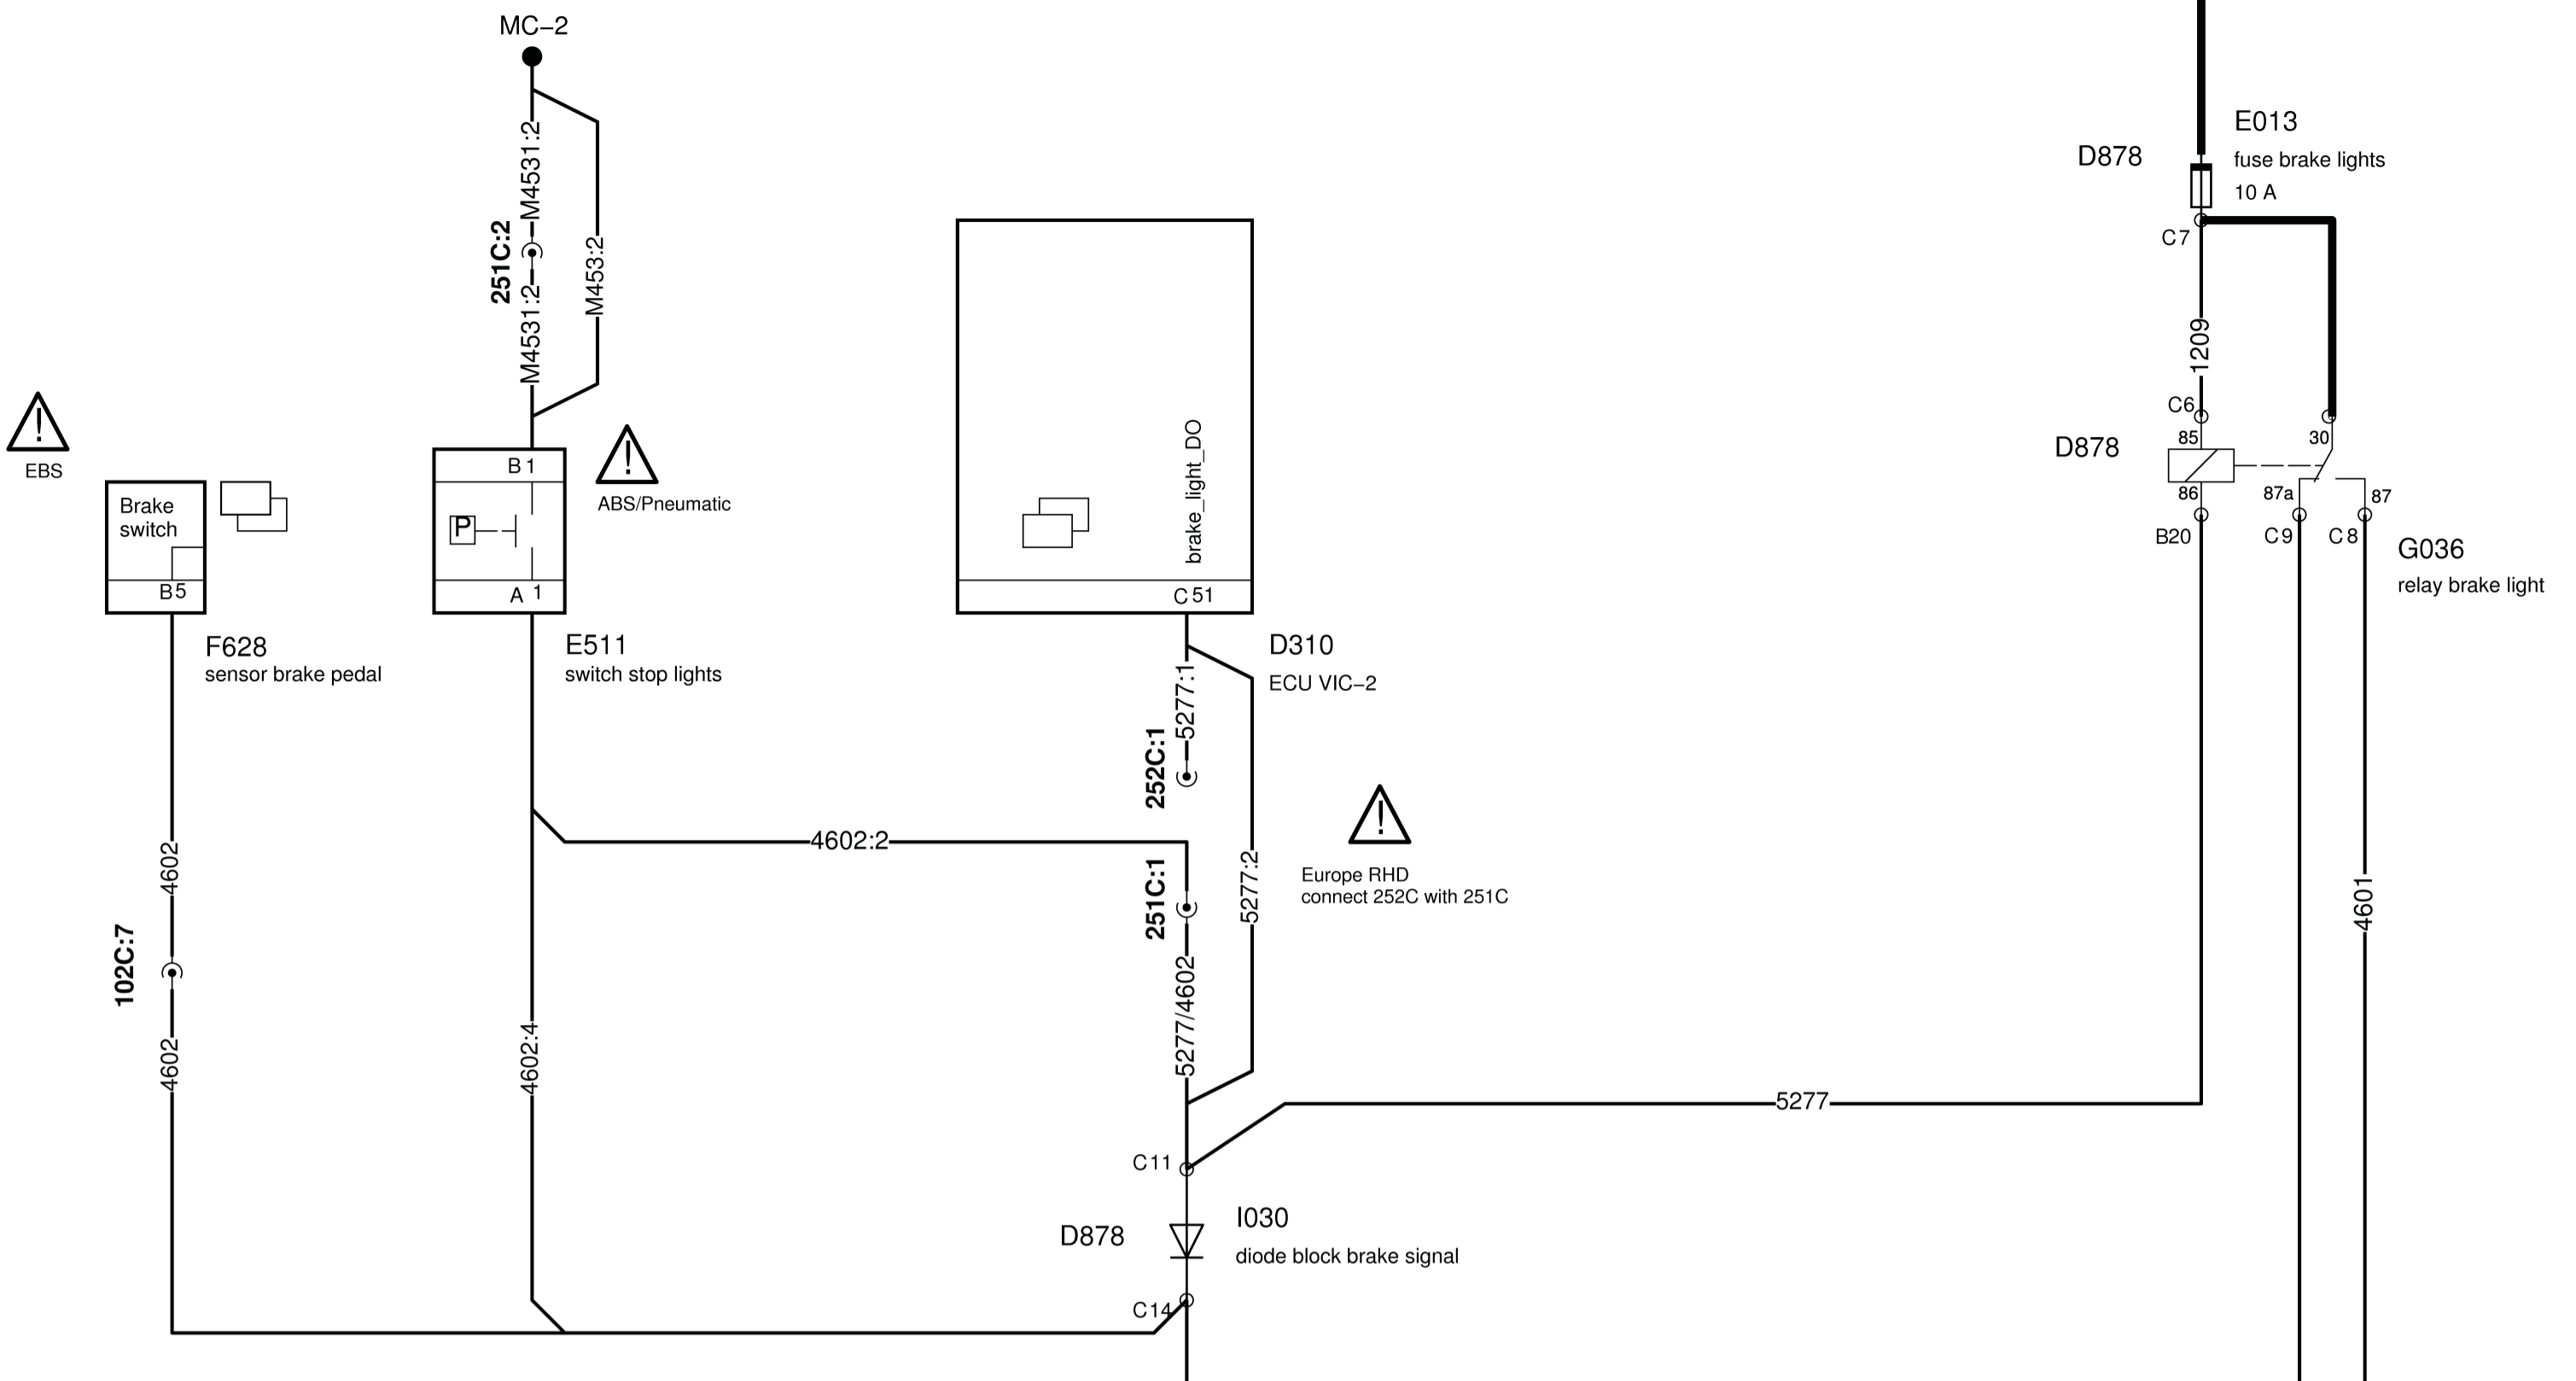 MC−2
M4531:2
251C:2
M4531:2
M453:2
EBS
Brake
switch
B5
F628
sensor brake pedal
P
B1
A 1
ABS/Pneumatic
E511
switch stop lights
brake_light_DO
C51
D310
ECU VIC−2
5277:1
252C:1
4602:2
251C:1
5277/4602
5277:2
Europe RHD
connect 252C with 251C
4602
102C:7
4602
4602:4
5277
C11
D878
I030
diode block brake signal
C14
D878
E013
fuse brake lights
10 A
C7
1209
C6
85
30
D878
86
87a
87
B20
C9
C8
G036
relay brake light
4601